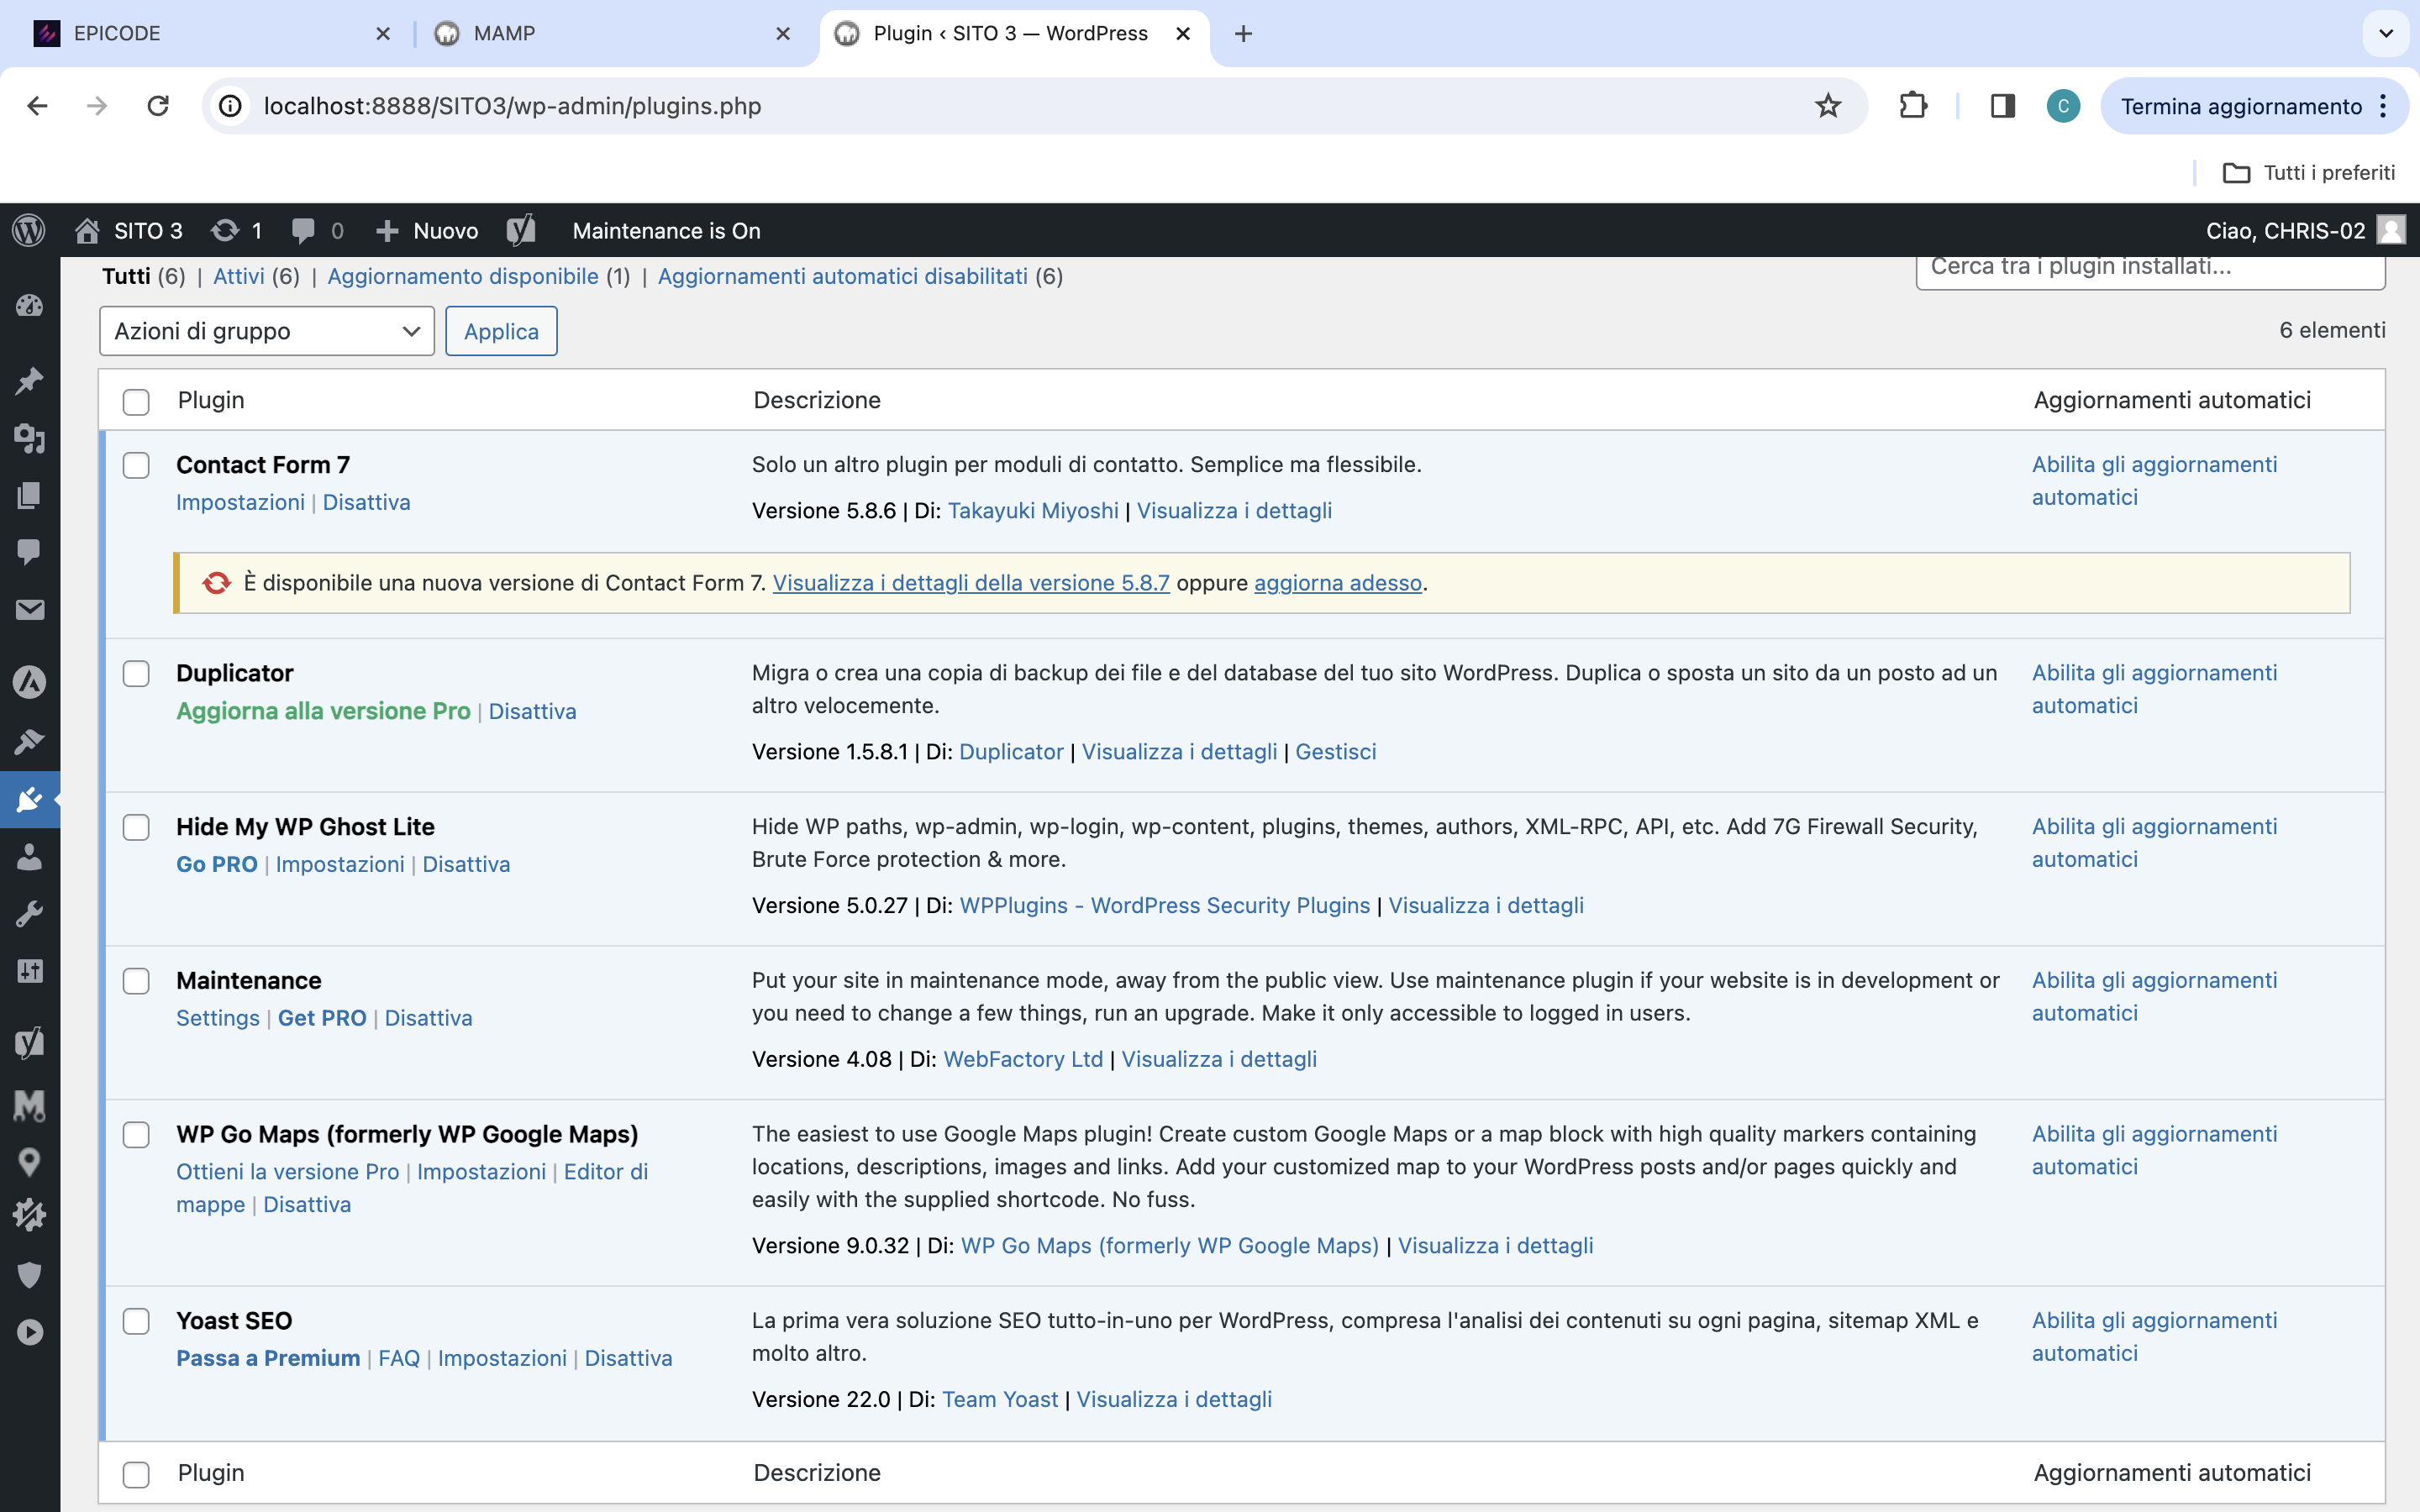 EPICODE
MAMP
Plugin ‹ SITO 3 — WordPress
localhost:8888/SITO3/wp-admin/plugins.php
C
Termina aggiornamento
Tutti i preferiti
SITO 3
1
0
Nuovo
Maintenance is On
Ciao, CHRIS-02
Tutti (6) | Attivi (6) | Aggiornamento disponibile (1) | Aggiornamenti automatici disabilitati (6)
Cerca tra i plugin installati...
Azioni di gruppo
Applica
6 elementi
Plugin
Descrizione
Aggiornamenti automatici
Contact Form 7
Impostazioni | Disattiva
Solo un altro plugin per moduli di contatto. Semplice ma flessibile.
Versione 5.8.6 | Di: Takayuki Miyoshi | Visualizza i dettagli
Abilita gli aggiornamenti
automatici
È disponibile una nuova versione di Contact Form 7. Visualizza i dettagli della versione 5.8.7 oppure aggiorna adesso.
Duplicator
Aggiorna alla versione Pro | Disattiva
Migra o crea una copia di backup dei file e del database del tuo sito WordPress. Duplica o sposta un sito da un posto ad un
altro velocemente.
Versione 1.5.8.1 | Di: Duplicator | Visualizza i dettagli | Gestisci
Abilita gli aggiornamenti
automatici
Hide My WP Ghost Lite
Go PRO | Impostazioni | Disattiva
Hide WP paths, wp-admin, wp-login, wp-content, plugins, themes, authors, XML-RPC, API, etc. Add 7G Firewall Security,
Brute Force protection & more.
Versione 5.0.27 | Di: WPPlugins - WordPress Security Plugins | Visualizza i dettagli
Abilita gli aggiornamenti
automatici
Maintenance
Settings | Get PRO | Disattiva
Put your site in maintenance mode, away from the public view. Use maintenance plugin if your website is in development or
you need to change a few things, run an upgrade. Make it only accessible to logged in users.
Versione 4.08 | Di: WebFactory Ltd | Visualizza i dettagli
Abilita gli aggiornamenti
automatici
WP Go Maps (formerly WP Google Maps)
Ottieni la versione Pro | Impostazioni | Editor di
mappe | Disattiva
The easiest to use Google Maps plugin! Create custom Google Maps or a map block with high quality markers containing
locations, descriptions, images and links. Add your customized map to your WordPress posts and/or pages quickly and
easily with the supplied shortcode. No fuss.
Versione 9.0.32 | Di: WP Go Maps (formerly WP Google Maps) | Visualizza i dettagli
Abilita gli aggiornamenti
automatici
Yoast SEO
Passa a Premium | FAQ | Impostazioni | Disattiva
La prima vera soluzione SEO tutto-in-uno per WordPress, compresa l'analisi dei contenuti su ogni pagina, sitemap XML e
molto altro.
Versione 22.0 | Di: Team Yoast | Visualizza i dettagli
Abilita gli aggiornamenti
automatici
Plugin
Descrizione
Aggiornamenti automatici